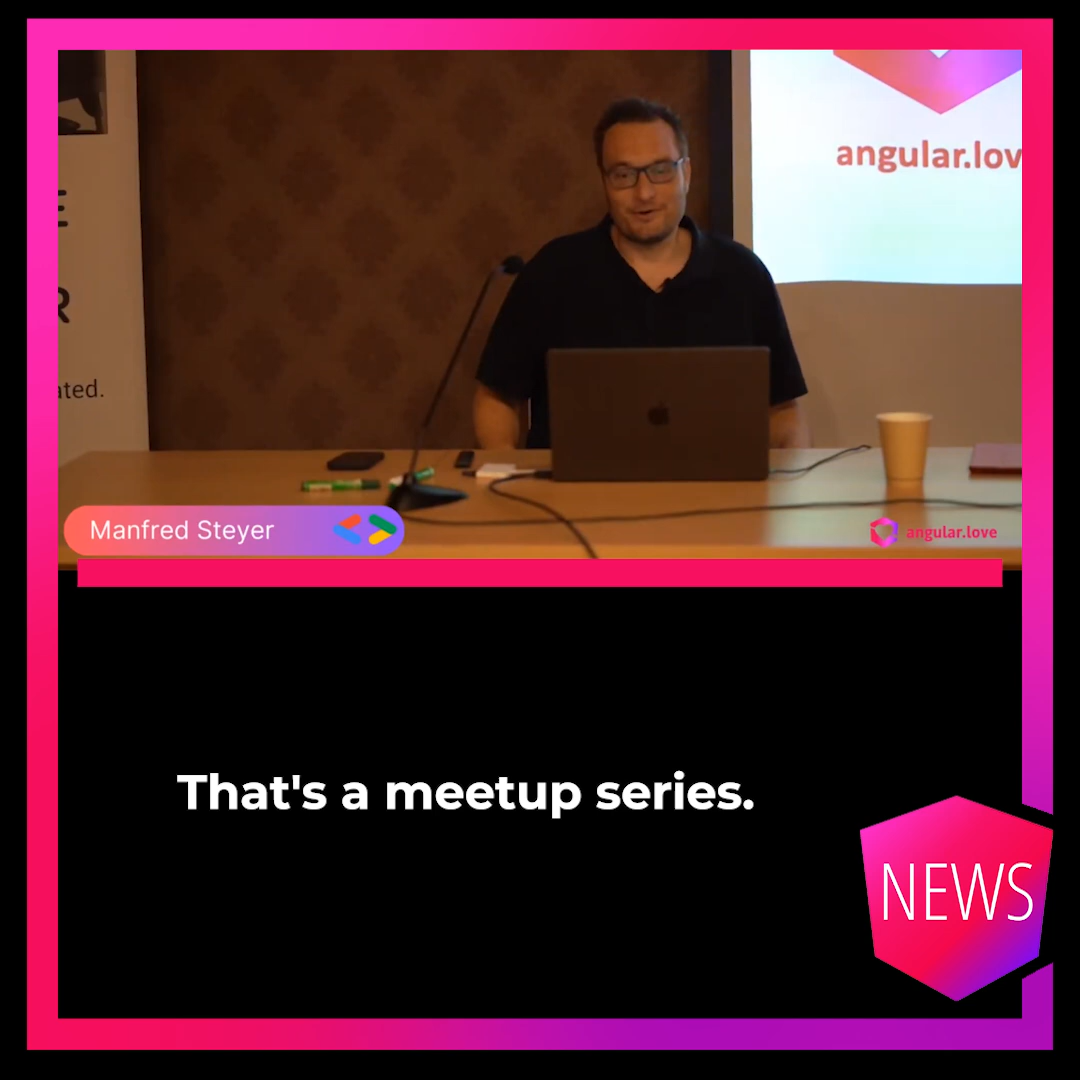 angular.lov
E
R
ated.
Manfred Steyer
angular.love
That's a meetup series.
NEWS